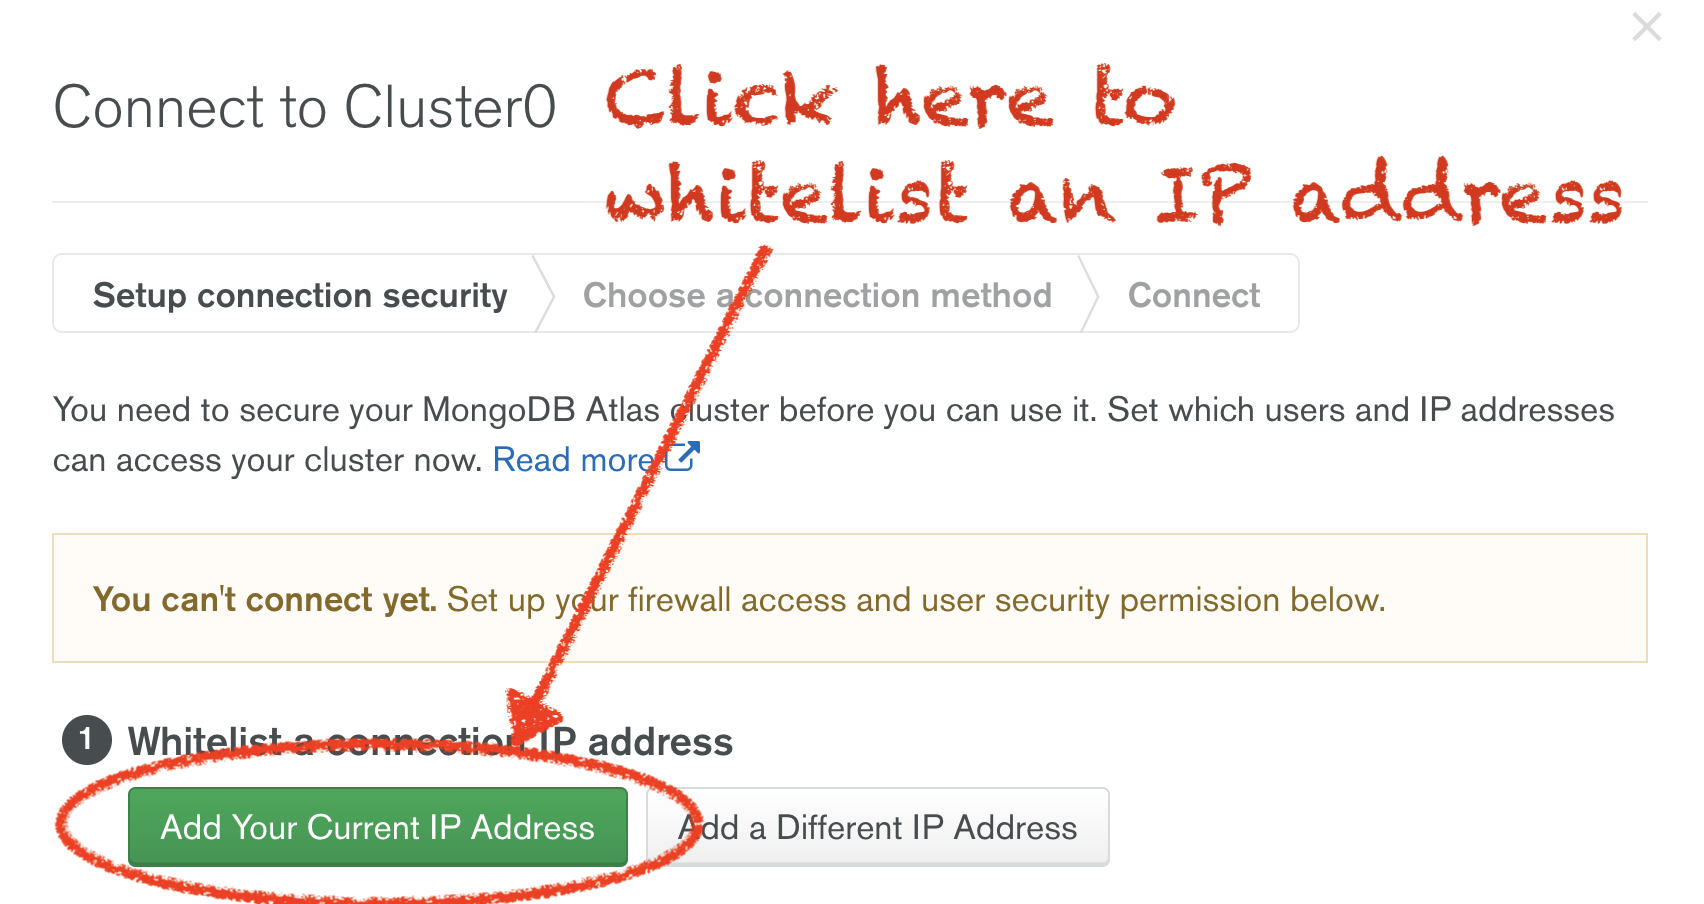 Connect to Cluster0
Click here to
whitelist an IP address
Setup connection security
Choose a connection method
Connect
You need to secure your MongoDB Atlas cluster before you can use it. Set which users and IP addresses
can access your cluster now. Read more
You can't connect yet. Set up your firewall access and user security permission below.
1 Whitelist a connection IP address
Add Your Current IP Address
Add a Different IP Address